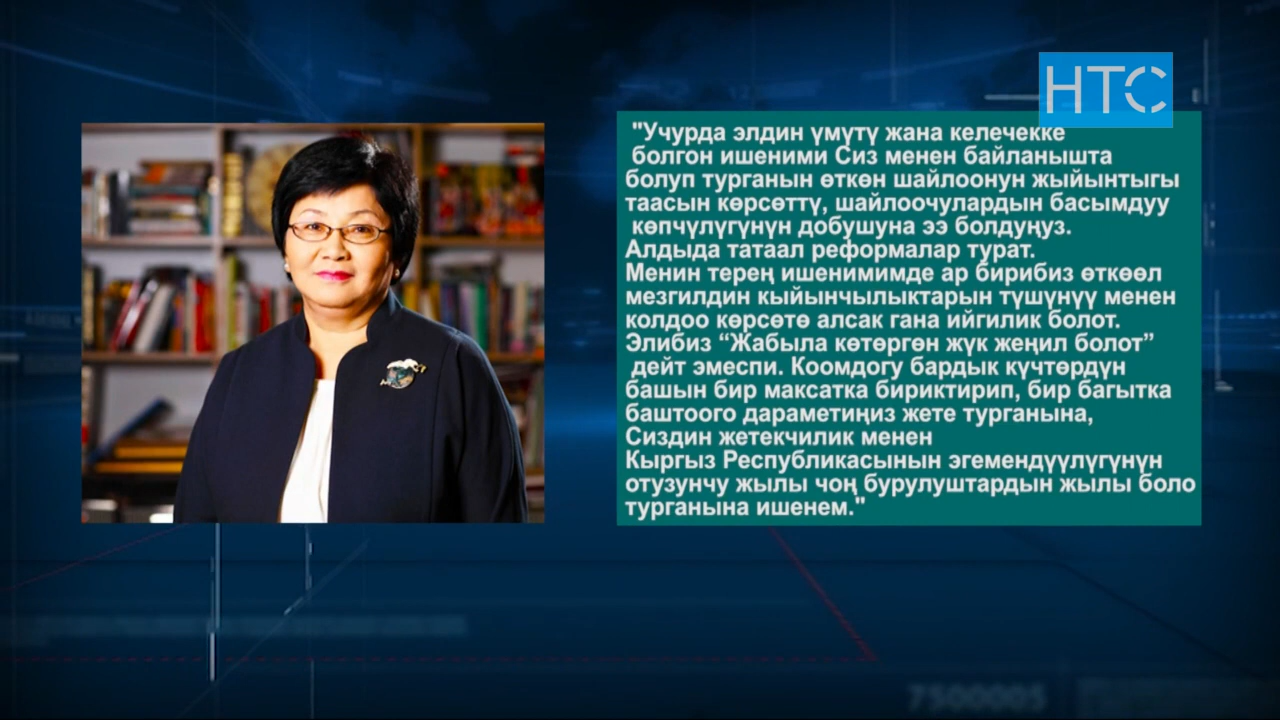 НТС
"Учурда элдин үмүтү жана келечекке
болгон ишеними Сиз менен байланышта
болуп турганын өткөн шайлоонун жыйынтыгы
таасын көрсөттү, шайлоочулардын басымдуу
көпчүлүгүнүн добушуна ээ болдуңуз.
Алдыда татаал реформалар турат.
Менин терең ишенимимде ар бирибиз өткөөл
мезгилдин кыйынчылыктарын түшүнүү менен
колдоо көрсөтө алсак гана ийгилик болот.
Элибиз “Жабыла көтөргөн жүк жеңил болот”
дейт эмеспи. Коомдогу бардык күчтөрдүн
башын бир максатка бириктирип, бир багытка
баштоого дараметиңиз жете турганына,
Сиздин жетекчилик менен
Кыргыз Республикасынын эгемендүүлүгүнүн
отузунчу жылы чоң бурулуштардын жылы боло
турганына ишенем."
7500005